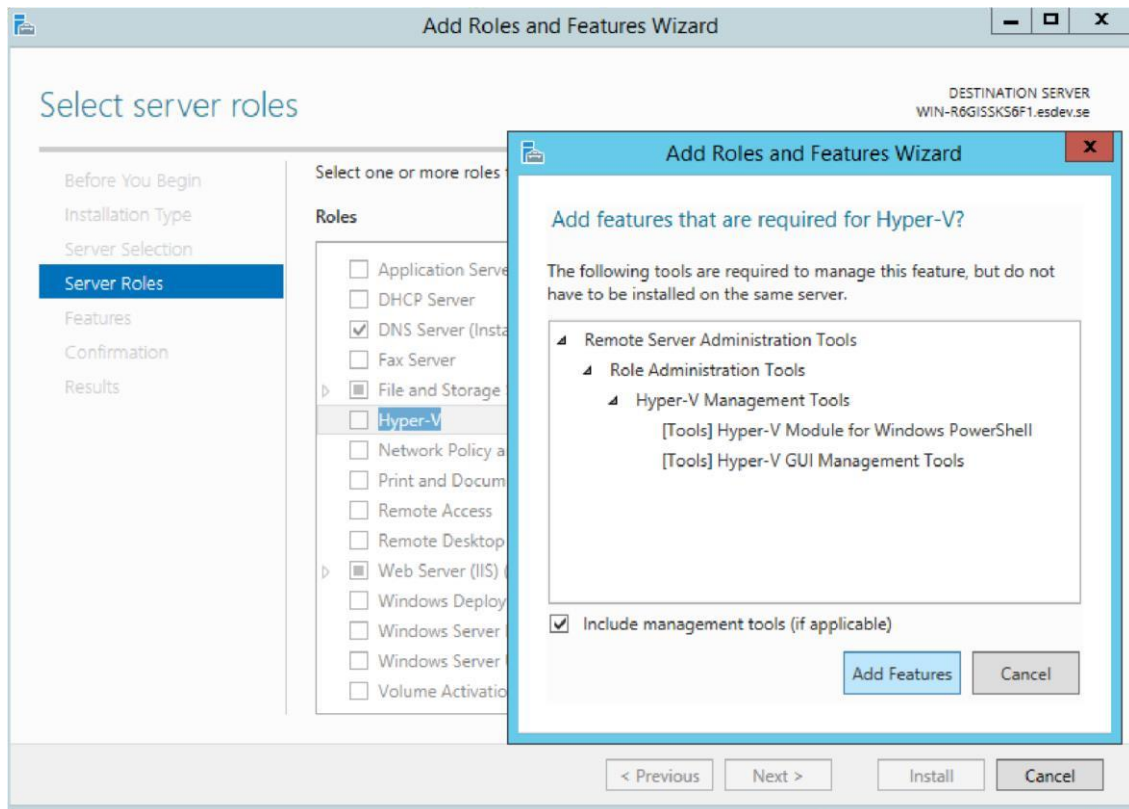 Add Roles and Features Wizard
Select server roles
DESTINATION SERVER
WIN-R6GISSKS6F1.esdev.se
Before You Begin
Installation Type
Server Selection
Server Roles
Features
Confirmation
Results
Select one or more roles
Roles
Application Serve
DHCP Server
DNS Server (Insta
Fax Server
File and Storage
Hyper-V
Network Policy a
Print and Docum
Remote Access
Remote Desktop
Web Server (IIS) (
Windows Deploy
Windows Server
Windows Server
Volume Activatio
Add Roles and Features Wizard
x
Add features that are required for Hyper-V?
The following tools are required to manage this feature, but do not
have to be installed on the same server.
Remote Server Administration Tools
Role Administration Tools
Hyper-V Management Tools
[Tools] Hyper-V Module for Windows PowerShell
[Tools] Hyper-V GUI Management Tools
Include management tools (if applicable)
Add Features
Cancel
< Previous
Next >
Install
Cancel